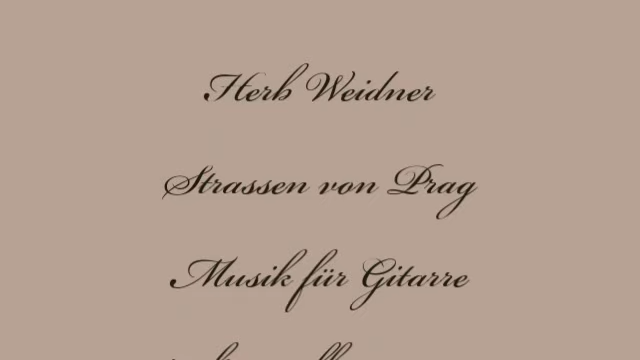 Herb Weidner
Strassen von Prag
Musik für Gitarre